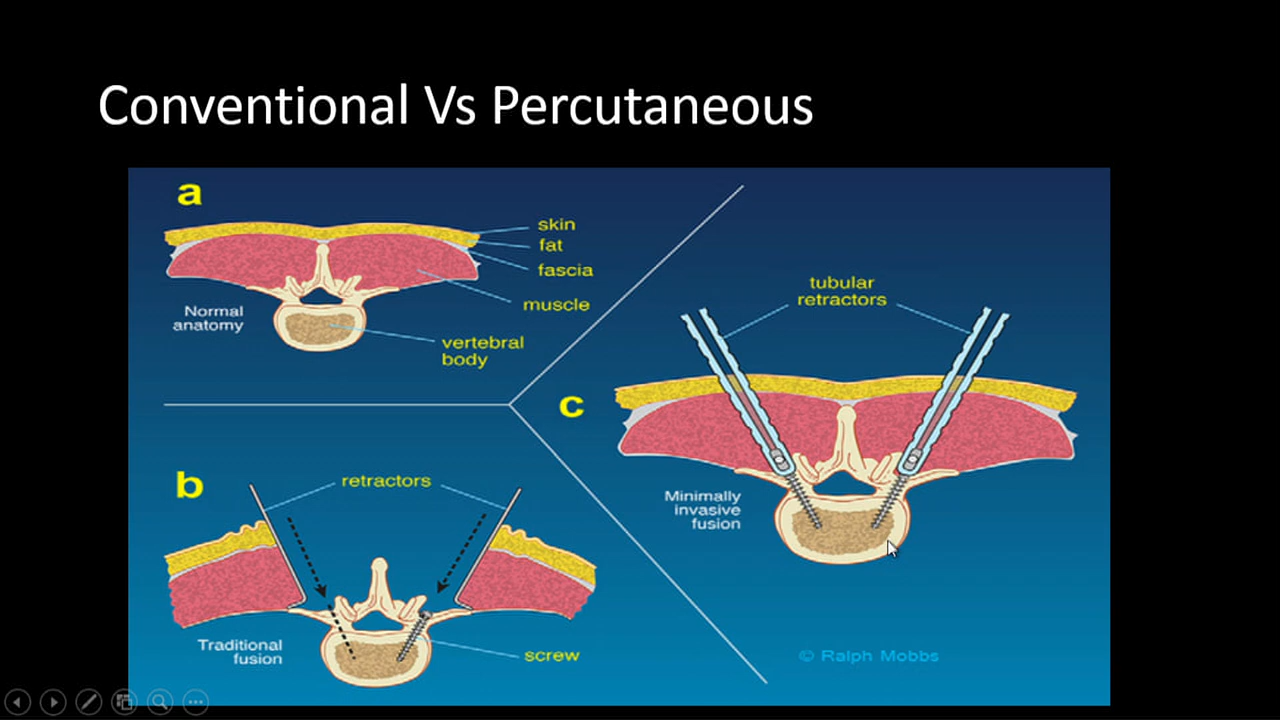 Conventional Vs Percutaneous
a
skin
fat
fascia
muscle
Normal
anatomy
vertebral
body
b
retractors
Traditional
fusion
screw
c
tubular
retractors
Minimally
invasive
fusion
© Ralph Mobbs